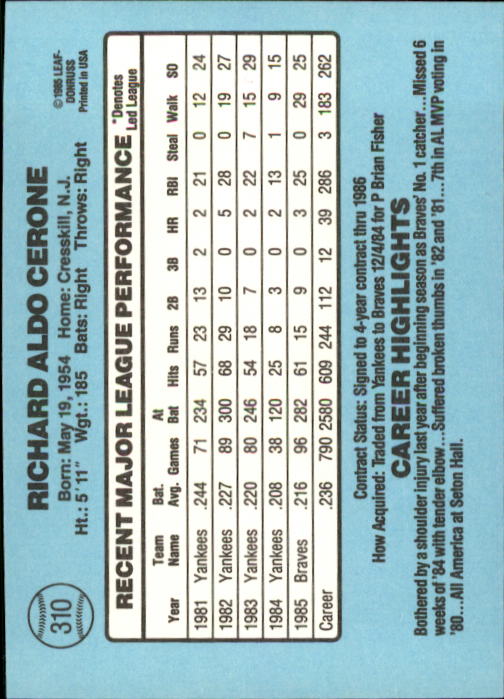 310
RICHARD ALDO CERONE
Born: May 19, 1954 Home: Cresskill, N.J.
Ht.: 5' 11" Wgt.: 185 Bats: Right Throws: Right
©1985 LEAF-
DONRUSS
Printed in USA
RECENT MAJOR LEAGUE PERFORMANCE
*Denotes
Led League
Year Team Name Bat. Avg. Games At Bat Hits Runs 2B 3B HR RBI Steal Walk SO
1981 Yankees .244 71 234 57 23 13 2 2 21 0 12 24
1982 Yankees .227 89 300 68 29 10 0 5 28 0 19 27
1983 Yankees .220 80 246 54 18 7 0 2 22 7 15 29
1984 Yankees .208 38 120 25 8 3 0 2 13 1 9 15
1985 Braves .216 96 282 61 15 9 0 3 25 0 29 25
Career .236 790 2580 609 244 112 12 39 286 3 183 262
Contract Status: Signed to 4-year contract thru 1986
How Acquired: Traded from Yankees to Braves 12/4/84 for P Brian Fisher
CAREER HIGHLIGHTS
Bothered by a shoulder injury last year after beginning season as Braves' No. 1 catcher...Missed 6
weeks of '84 with tender elbow...Suffered broken thumbs in '82 and '81...7th in AL MVP voting in
'80...All America at Seton Hall.